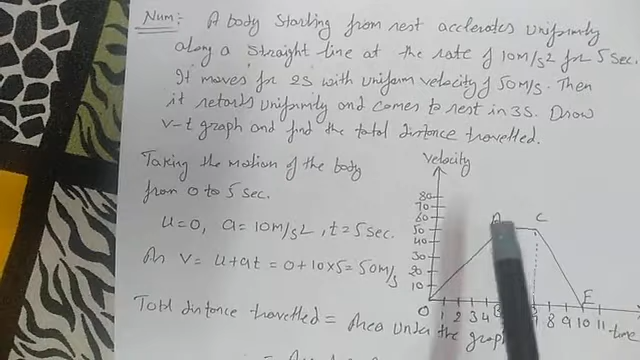 Num:- A body starting from rest accelerates uniformly
along a straight line at the rate of 10m/s2 for 5 sec.
It moves for 2s with uniform velocity of 50m/s. Then
it retards uniformly and comes to rest in 3s. Draw
v-t graph and find the total distance travelled.
Taking the motion of the body
from 0 to 5 sec.
u=0, a=10m/s2, t=5sec.
As v=u+at=0+10x5=50m/s
Total distance travelled = Area under the graph
velocity
80
70
60
50
40
30
20
10
A C
E
0 1 2 3 4 7 8 9 10 11 time